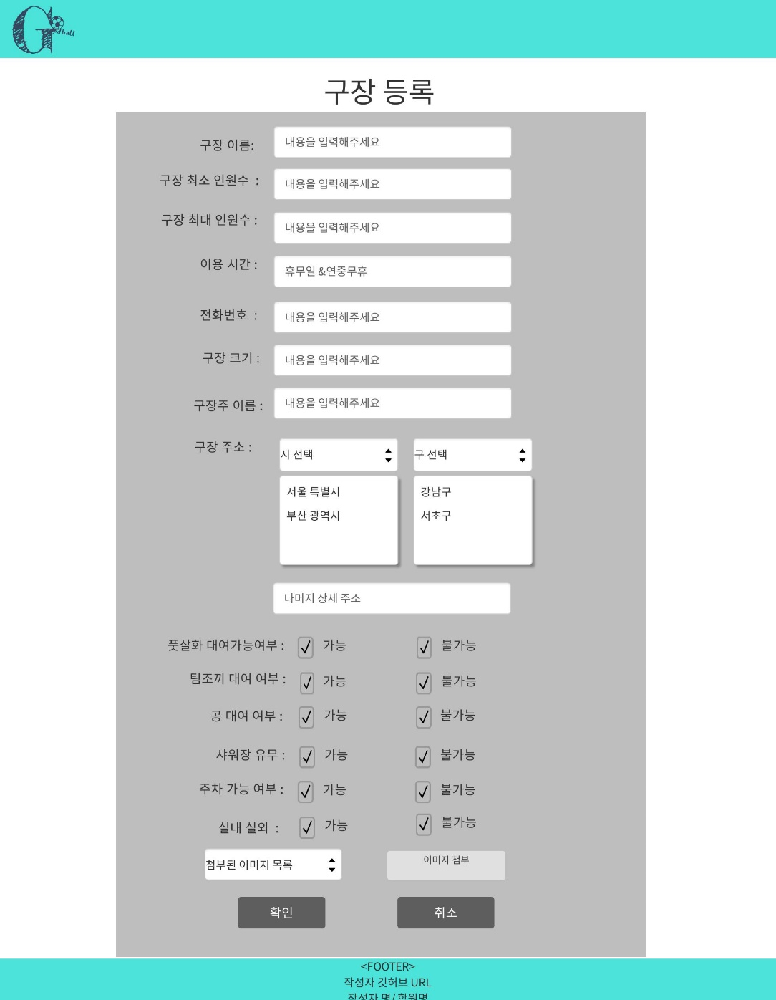 G
dball
구장 등록
구장 이름: 내용을 입력해주세요
구장 최소 인원수 : 내용을 입력해주세요
구장 최대 인원수 : 내용을 입력해주세요
이용 시간 : 휴무일 &연중무휴
전화번호 : 내용을 입력해주세요
구장 크기 : 내용을 입력해주세요
구장주 이름 : 내용을 입력해주세요
구장 주소 : 시 선택 구 선택
서울 특별시 강남구
부산 광역시 서초구
나머지 상세 주소
풋살화 대여가능여부 : 가능 불가능
팀조끼 대여 여부 : 가능 불가능
공 대여 여부 : 가능 불가능
샤워장 유무 : 가능 불가능
주차 가능 여부 : 가능 불가능
실내 실외 : 가능 불가능
첨부된 이미지 목록 이미지 첨부
확인 취소
<FOOTER>
작성자 깃허브 URL
작성자 명 / 학원명